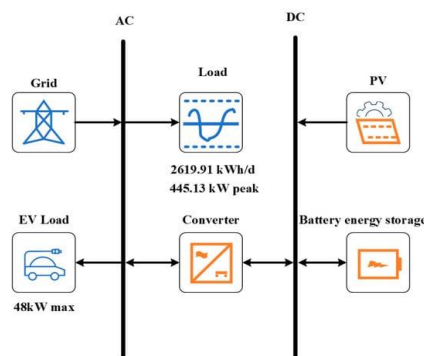 AC
DC
Grid
Load
PV
2619.91 kWh/d
445.13 kW peak
EV Load
Converter
Battery energy storage
48kW max